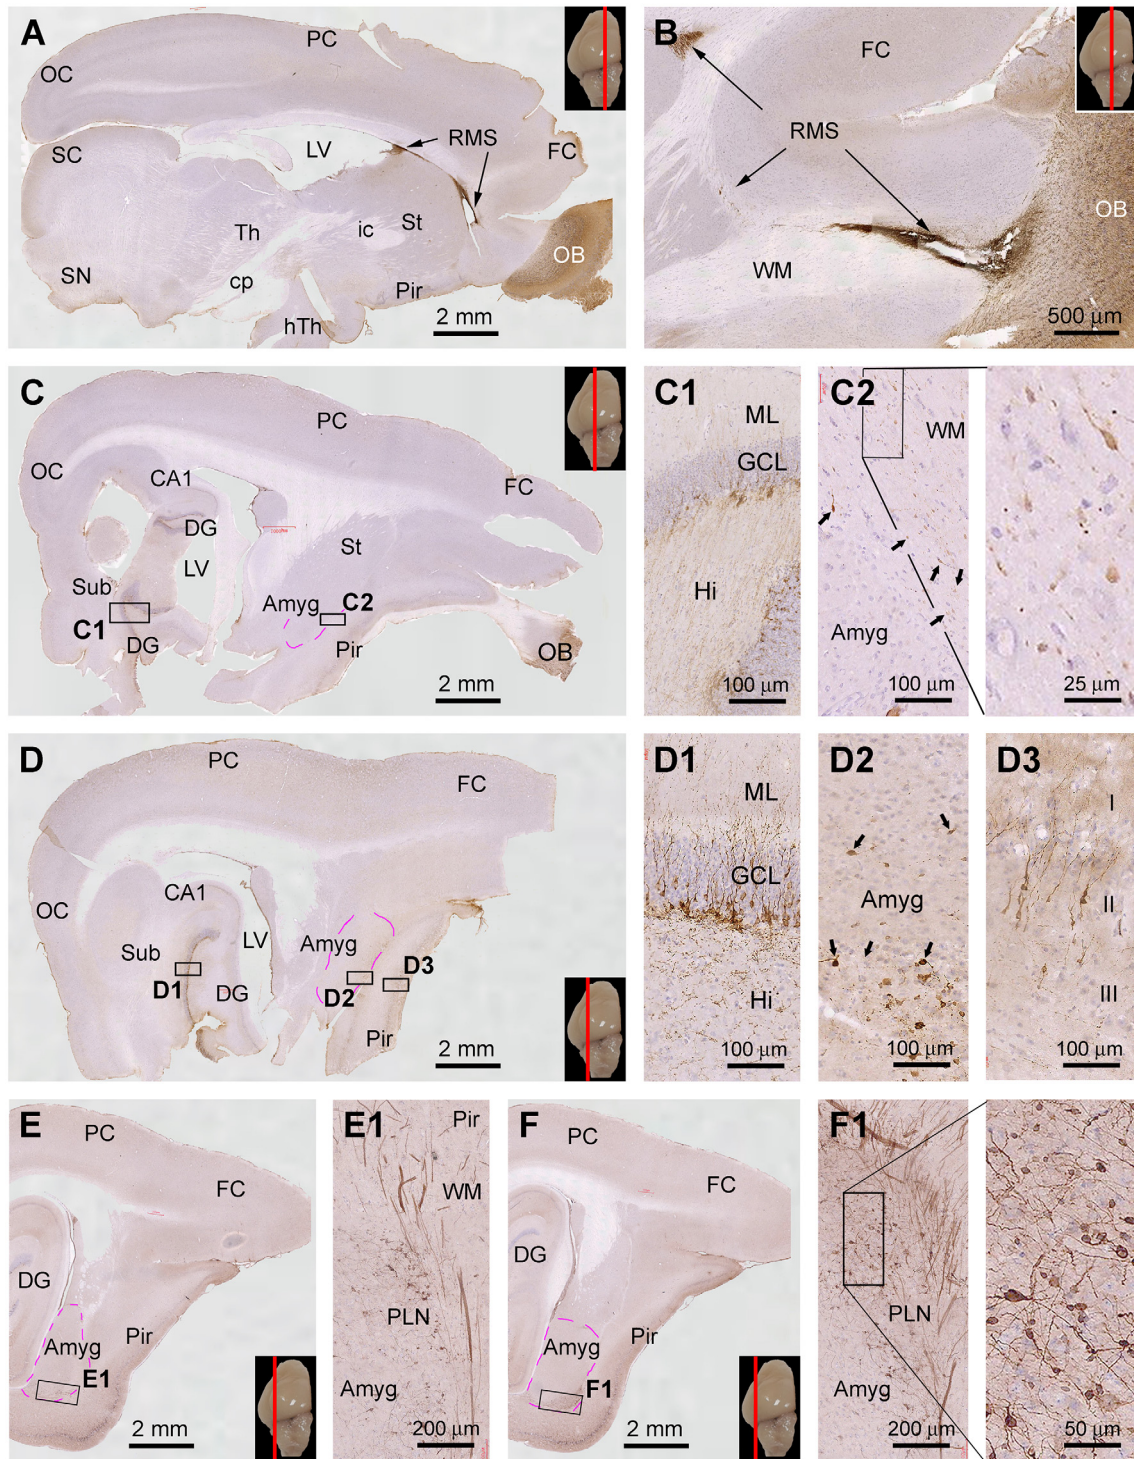 A
PC
OC
SC
LV
RMS
FC
Th
ic
St
OB
SN
cp
Pir
hTh
2 mm
B
FC
RMS
OB
WM
500 µm
C
PC
OC
CA1
FC
DG
St
LV
Sub
Amyg
C2
C1
DG
Pir
OB
2 mm
C1
ML
GCL
Hi
100 µm
C2
WM
Amyg
100 µm
25 µm
D
PC
FC
CA1
OC
Amyg
Sub
LV
D3
D1
DG
D2
Pir
2 mm
D1
ML
GCL
Hi
100 µm
D2
Amyg
100 µm
D3
I
II
III
100 µm
E
PC
FC
DG
Pir
Amyg
E1
2 mm
E1
Pir
WM
PLN
Amyg
200 µm
F
PC
FC
DG
Amyg
Pir
F1
2 mm
F1
PLN
Amyg
200 µm
50 µm